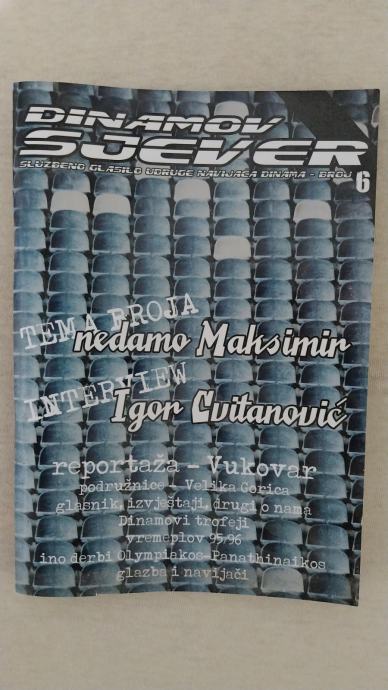 DINAMOV
SJEVER
SLUŽBENO GLASILO UDRUGE NAVIJAČA DINAMA - BROJ 6
TEMA BROJA
nedamo Maksimir
INTERVIEW
Igor Cvitanović
reportaža - Vukovar
podružnice - Velika Gorica
glasnik, izvještaji, drugi o nama
Dinamovi trofeji
vremeplov 95/96
ino derbi Olympiakos-Panathinaikos
glazba i navijači